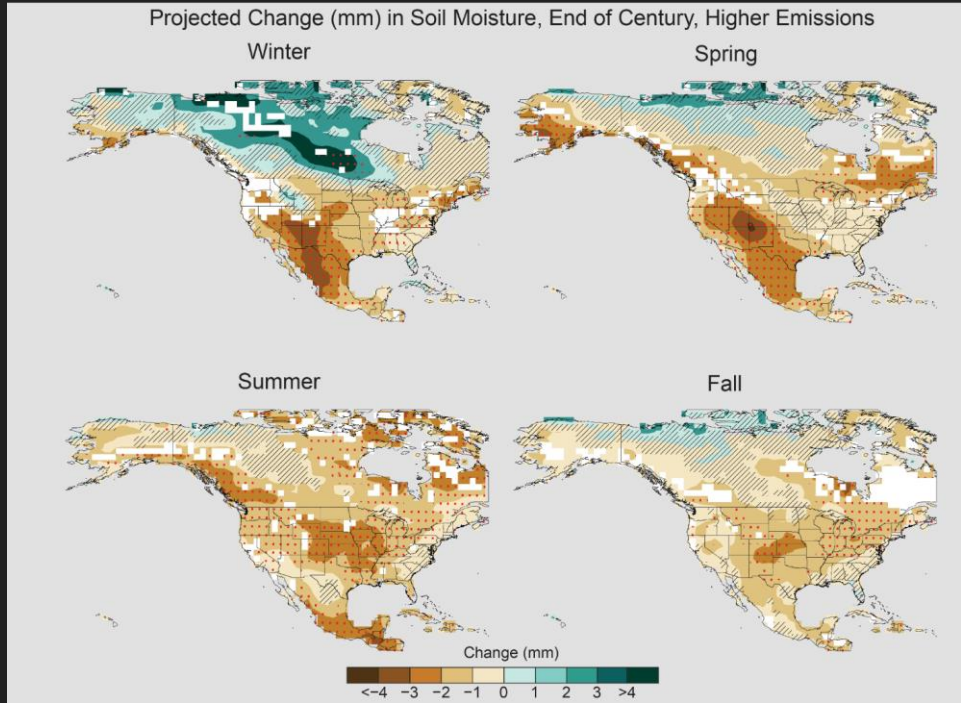 Projected Change (mm) in Soil Moisture, End of Century, Higher Emissions
Winter
Spring
Summer
Fall
Change (mm)
<−4 −3 −2 −1 0 1 2 3 >4